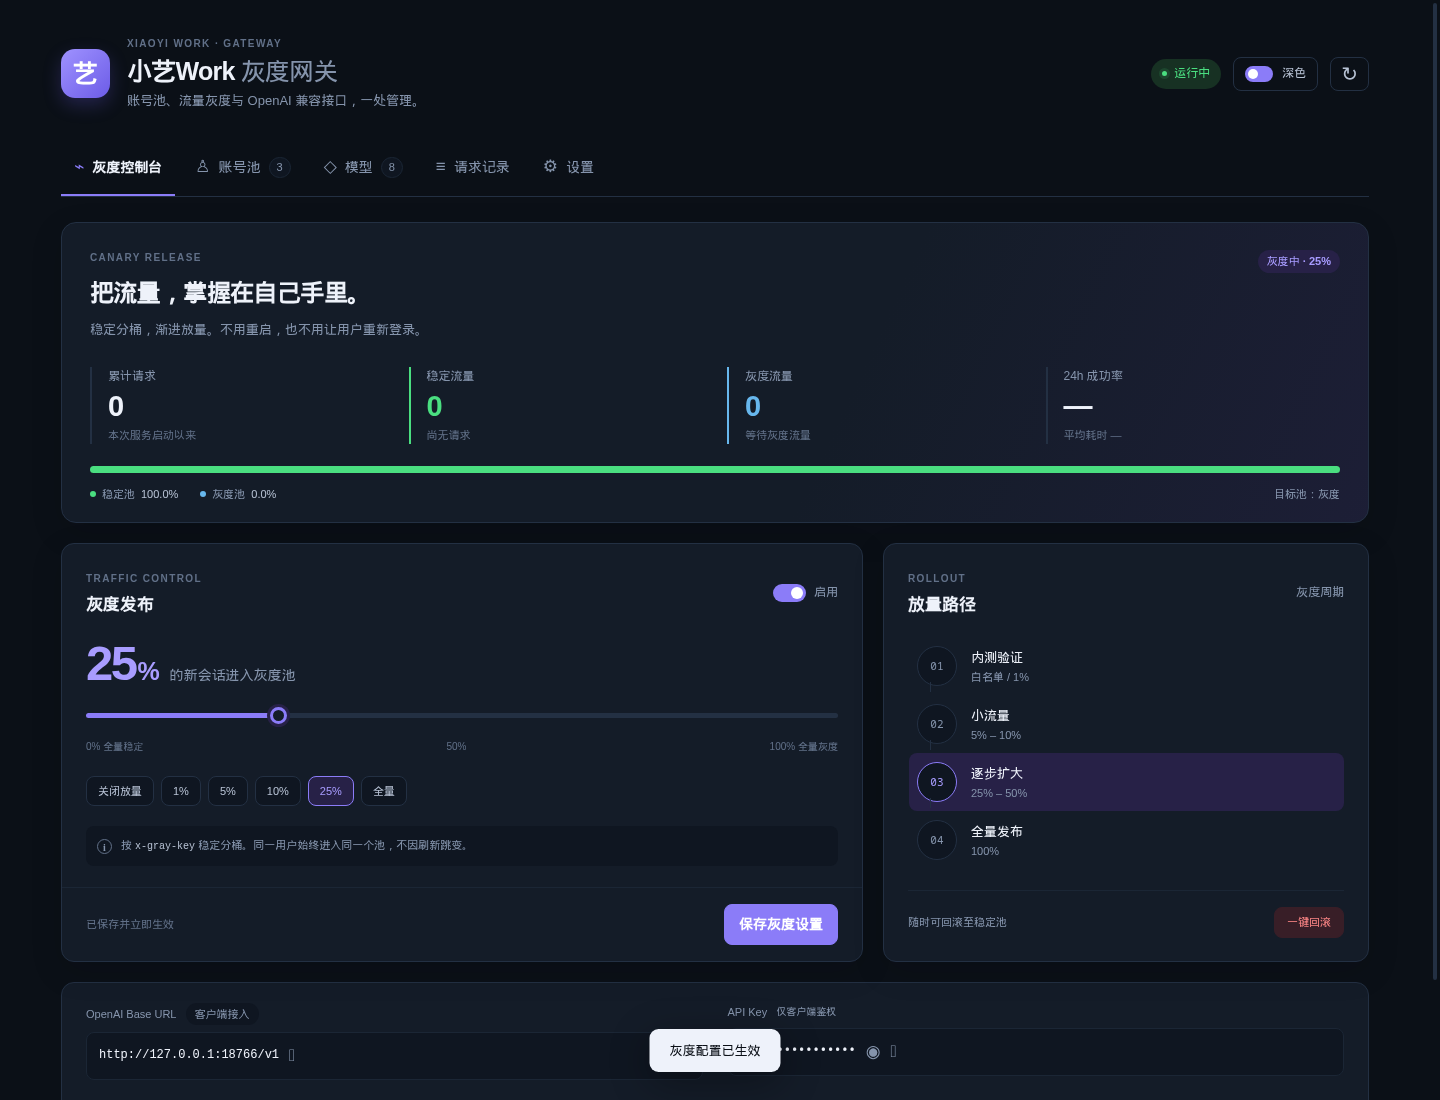 艺
XIAOYI WORK · GATEWAY
小艺Work 灰度网关
账号池、流量灰度与 OpenAI 兼容接口，一处管理。
运行中
深色
灰度控制台
账号池 3
模型 8
请求记录
设置
CANARY RELEASE
灰度中 · 25%
把流量，掌握在自己手里。
稳定分桶，渐进放量。不用重启，也不用让用户重新登录。
累计请求
0
本次服务启动以来
稳定流量
0
尚无请求
灰度流量
0
等待灰度流量
24h 成功率
—
平均耗时 —
稳定池 100.0%
灰度池 0.0%
目标池：灰度
TRAFFIC CONTROL
灰度发布
启用
25% 的新会话进入灰度池
0% 全量稳定
50%
100% 全量灰度
关闭放量
1%
5%
10%
25%
全量
按 x-gray-key 稳定分桶。同一用户始终进入同一个池，不因刷新跳变。
已保存并立即生效
保存灰度设置
ROLLOUT
放量路径
灰度周期
01
内测验证
白名单 / 1%
02
小流量
5% – 10%
03
逐步扩大
25% – 50%
04
全量发布
100%
随时可回滚至稳定池
一键回滚
OpenAI Base URL 客户端接入
http://127.0.0.1:18766/v1
API Key 仅客户端鉴权
灰度配置已生效